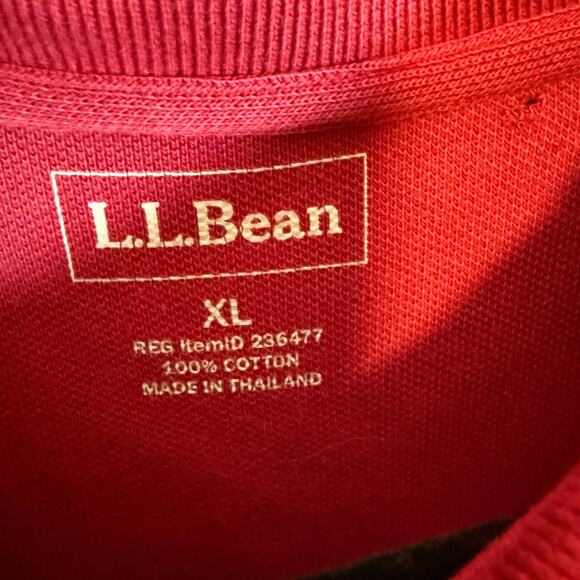 L.L.Bean
XL
REG ItemID 236477
100% COTTON
MADE IN THAILAND